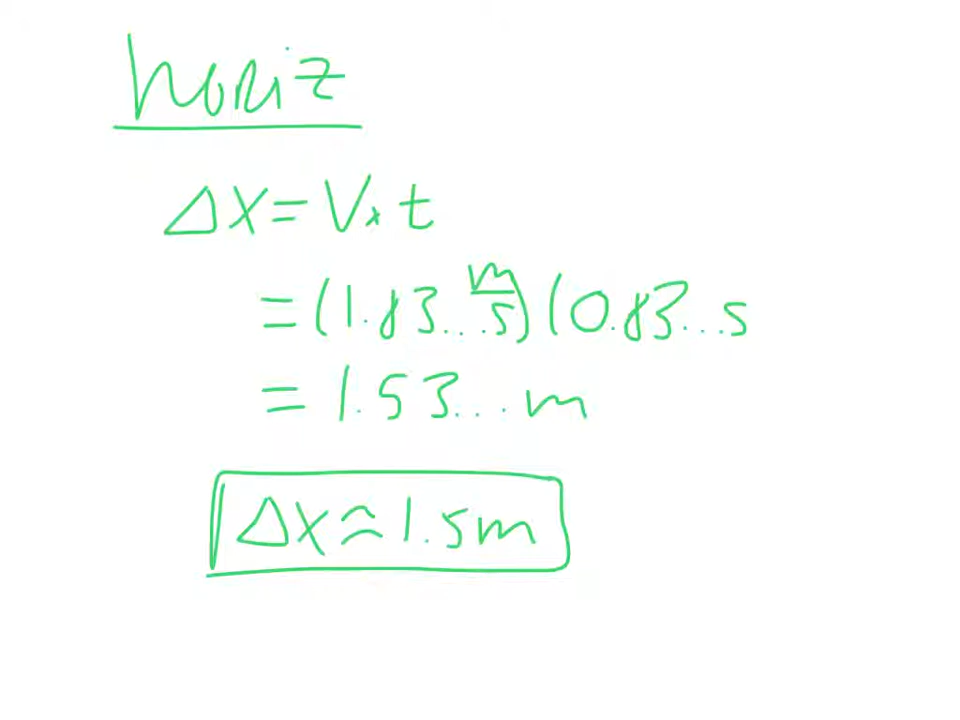 horiz
Δx = Vₓ t
= (1.83... m/s) (0.83... s
= 1.53... m
Δx ≈ 1.5m